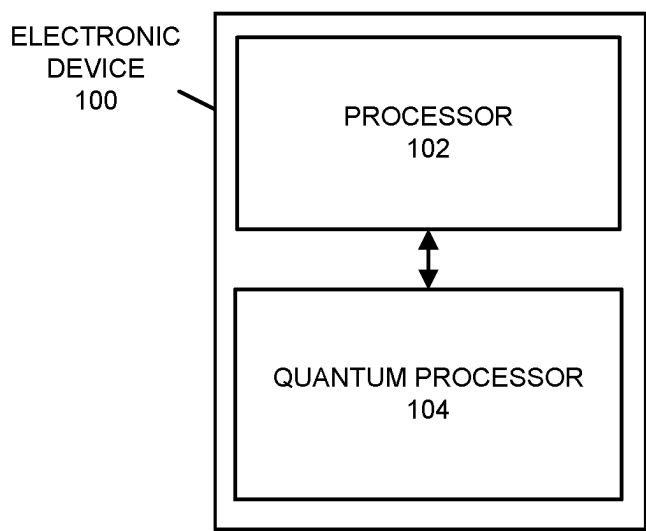 ELECTRONIC
DEVICE
100
PROCESSOR
102
QUANTUM PROCESSOR
104